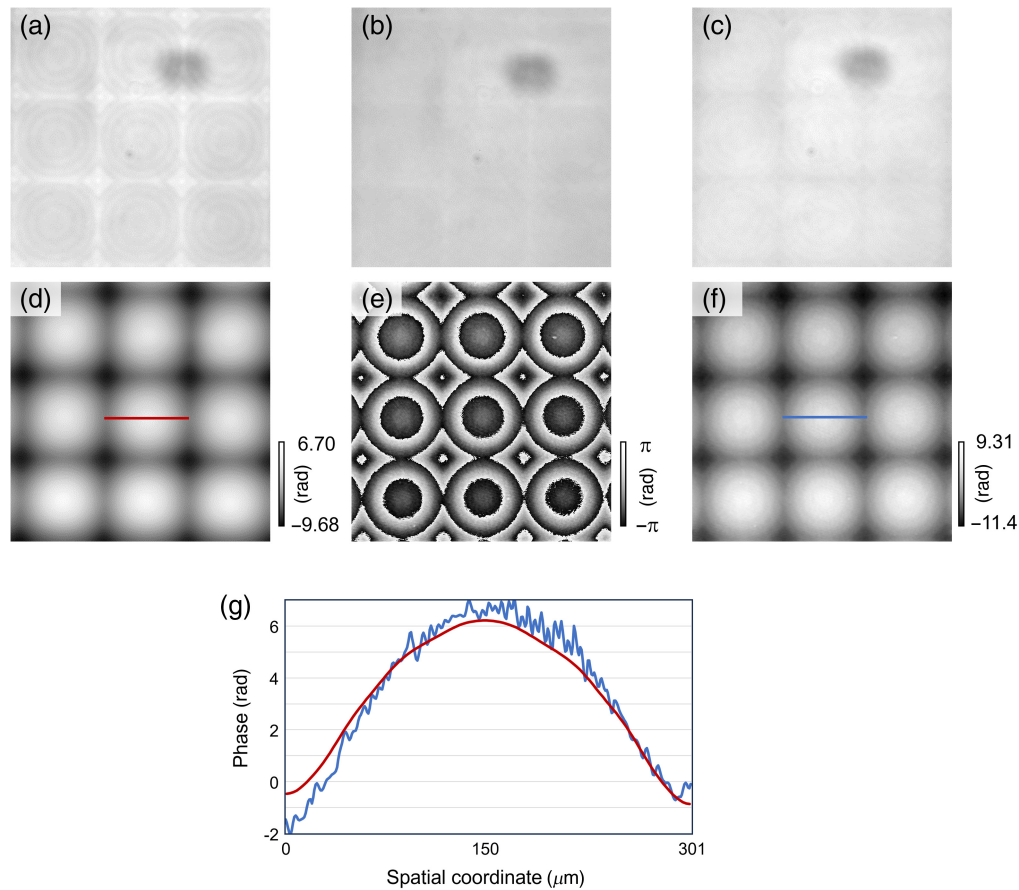 (a)
(b)
(c)
(d)
6.70
(rad)
−9.68
(e)
π
(rad)
−π
(f)
9.31
(rad)
−11.4
(g)
Phase (rad)
6
4
2
0
-2
0
150
301
Spatial coordinate (μm)